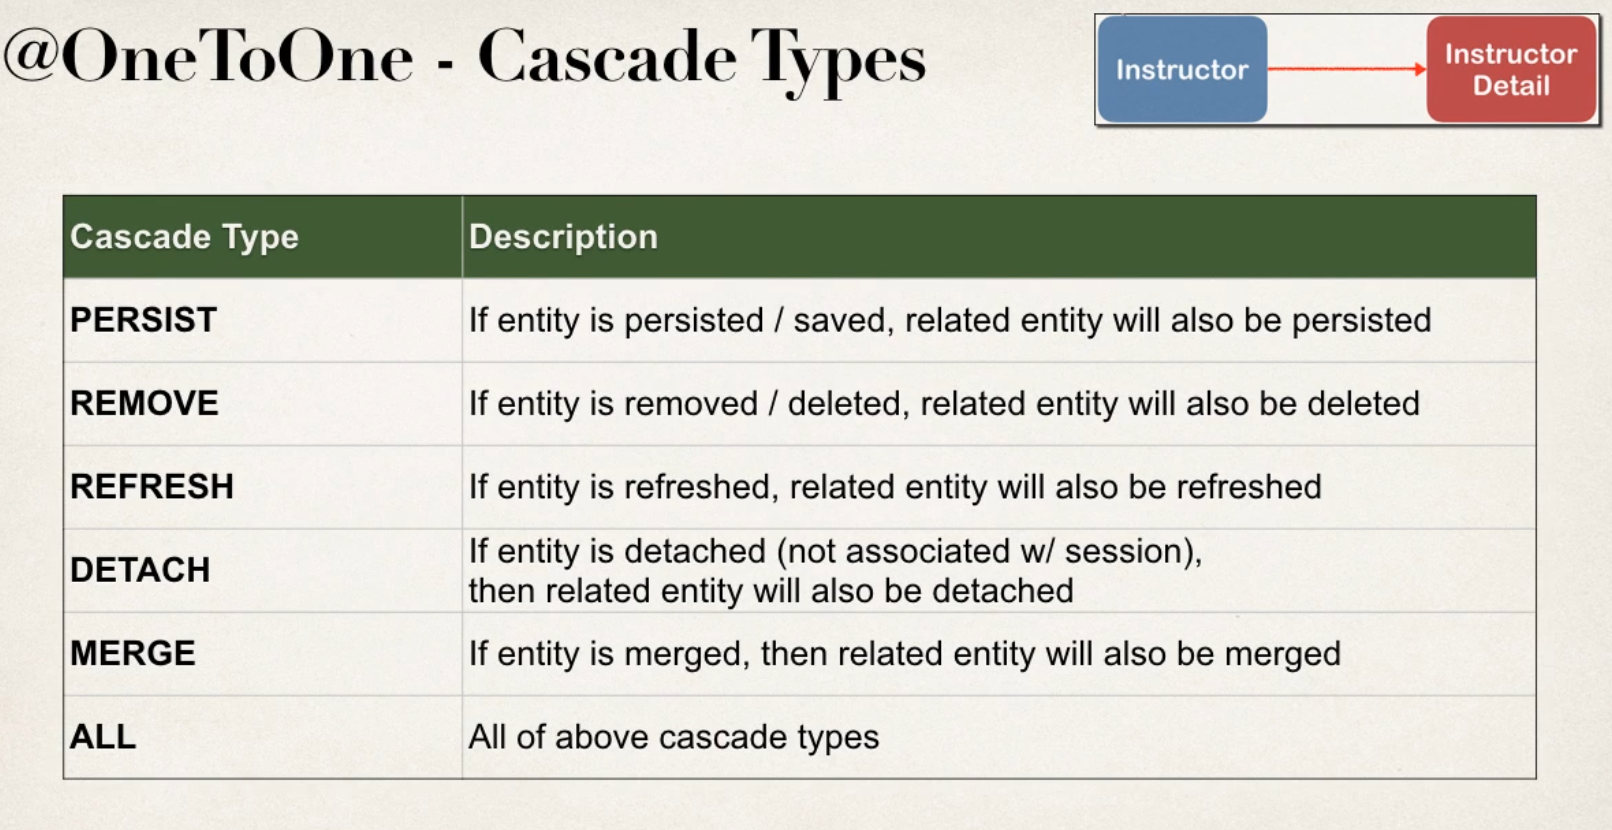 @OneToOne - Cascade Types
Instructor
Instructor
Detail
Cascade Type
Description
PERSIST
If entity is persisted / saved, related entity will also be persisted
REMOVE
If entity is removed / deleted, related entity will also be deleted
REFRESH
If entity is refreshed, related entity will also be refreshed
DETACH
If entity is detached (not associated w/ session),
then related entity will also be detached
MERGE
If entity is merged, then related entity will also be merged
ALL
All of above cascade types